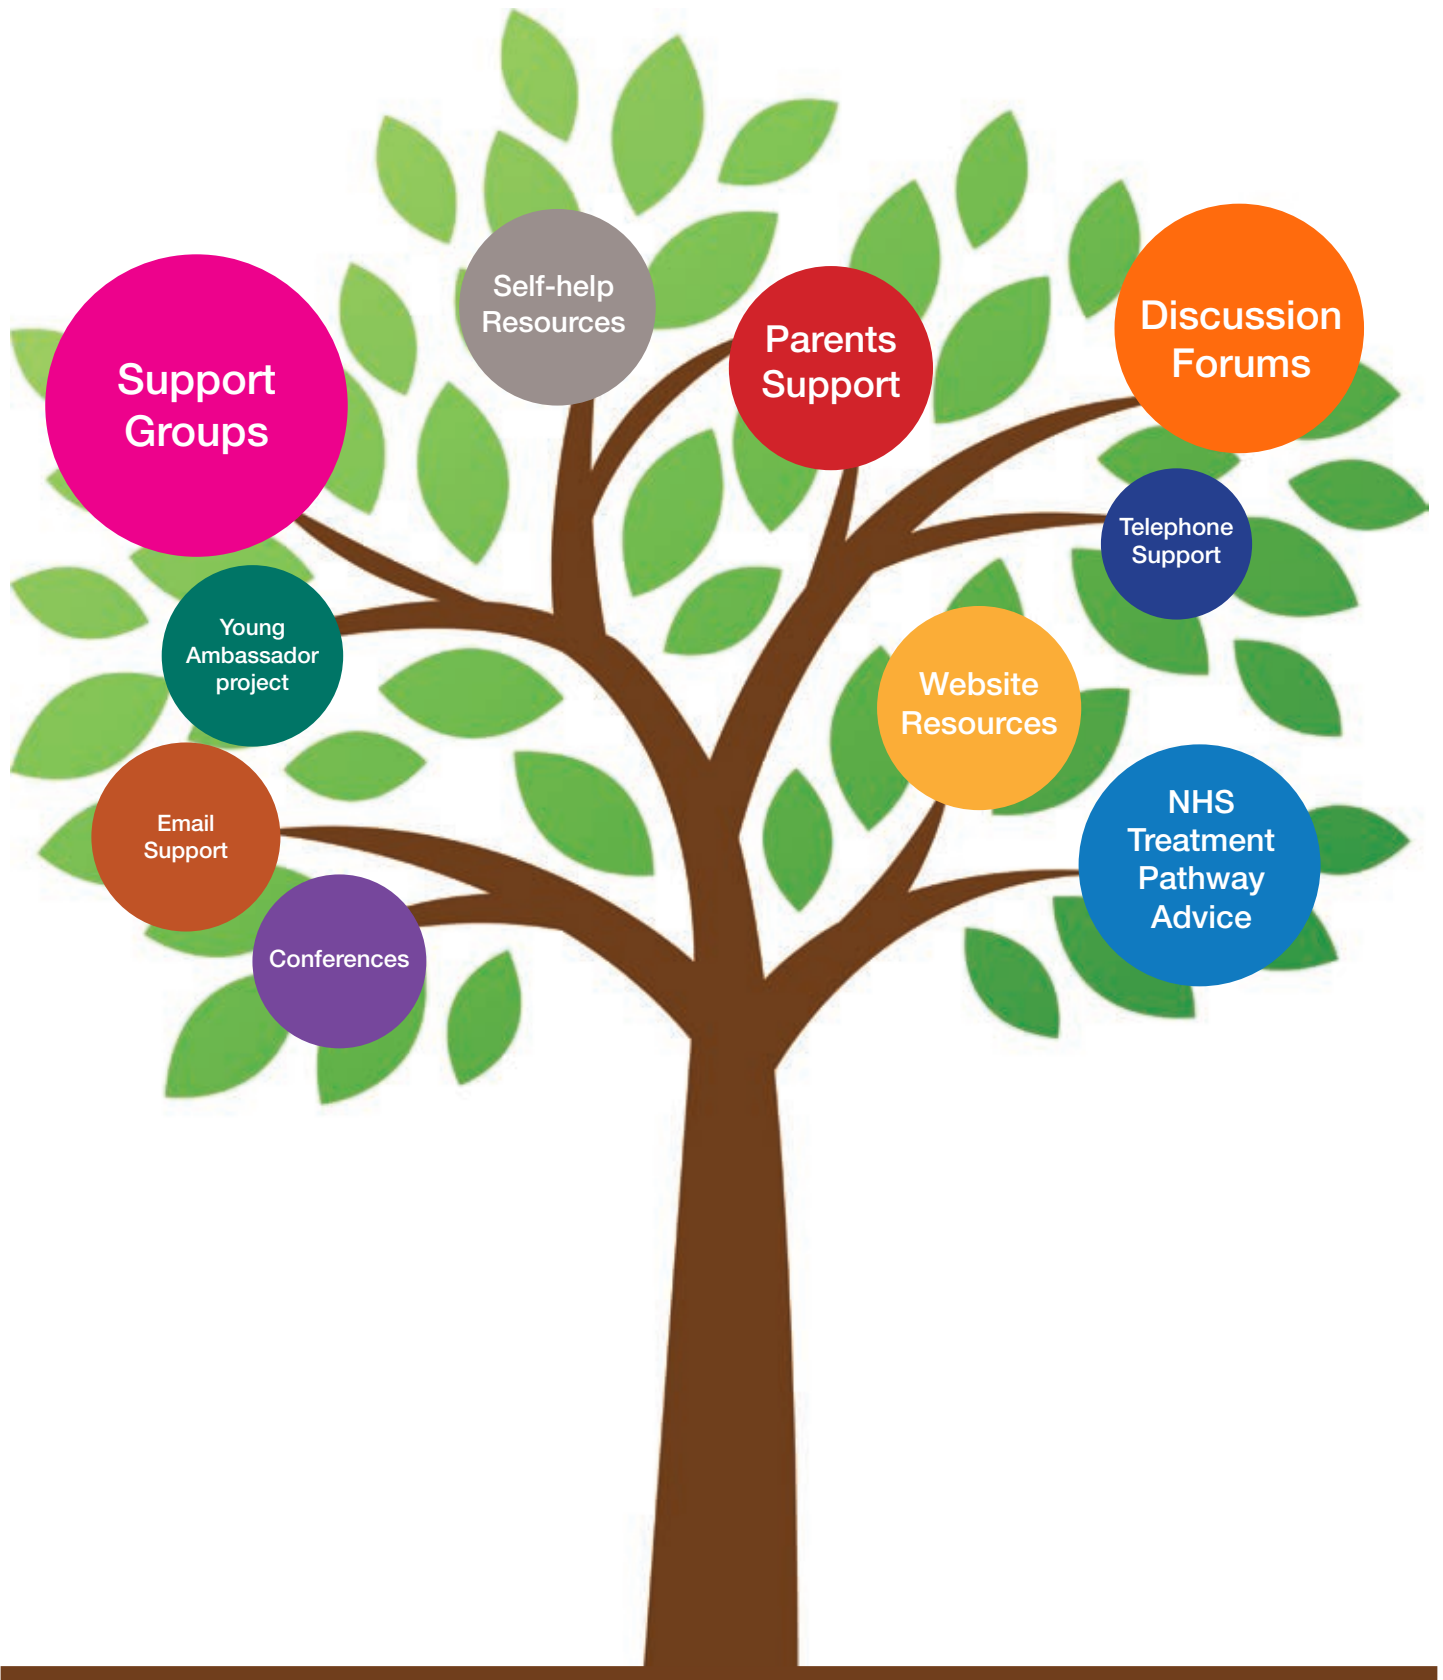 Self-help
Resources
Parents
Support
Discussion
Forums
Support
Groups
Telephone
Support
Young
Ambassador
project
Website
Resources
NHS
Treatment
Pathway
Advice
Email
Support
Conferences